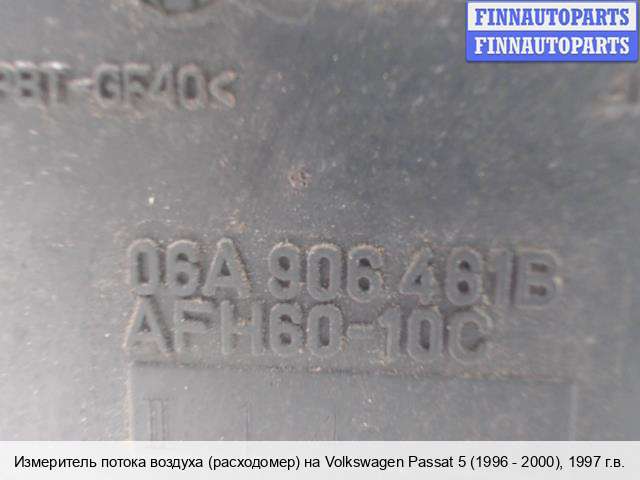 FINNAUTOPARTS
FINNAUTOPARTS
PBT-GF40<
06A 906 461B
AFH60-10C
Измеритель потока воздуха (расходомер) на Volkswagen Passat 5 (1996 - 2000), 1997 г.в.